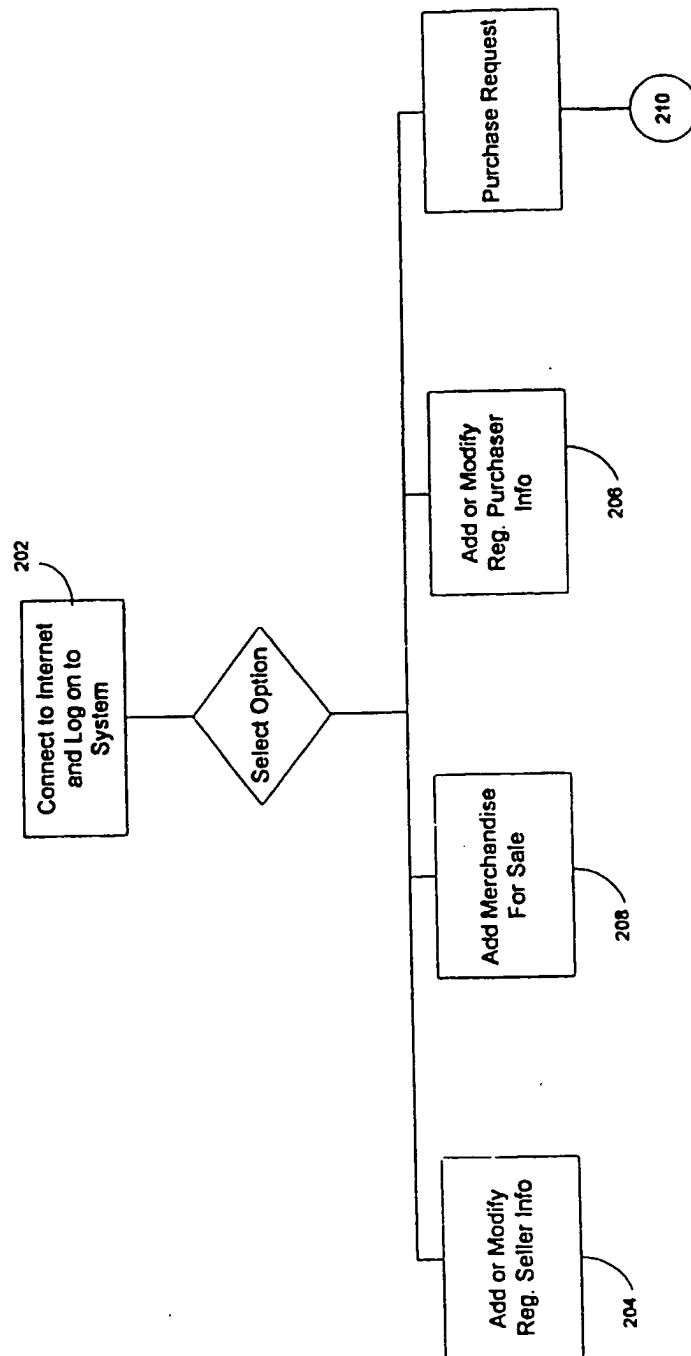 202
Connect to Internet
and Log on to
System
Select Option
Add or Modify
Reg. Seller Info
204
Add Merchandise
For Sale
208
Add or Modify
Reg. Purchaser
Info
206
Purchase Request
210